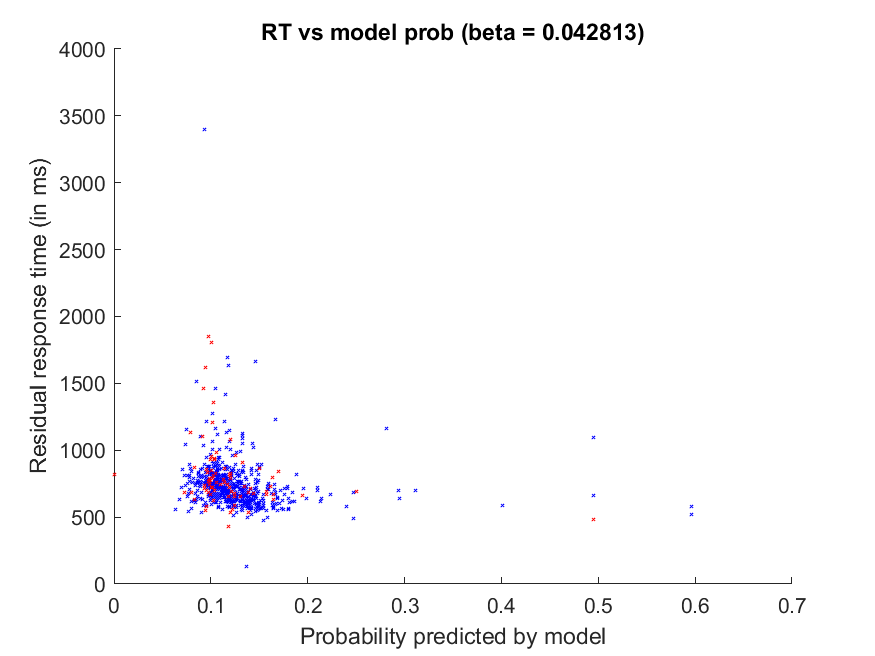 RT vs model prob (beta = 0.042813)
4000
3500
3000
2500
2000
1500
1000
500
0
Residual response time (in ms)
0 0.1 0.2 0.3 0.4 0.5 0.6 0.7
Probability predicted by model